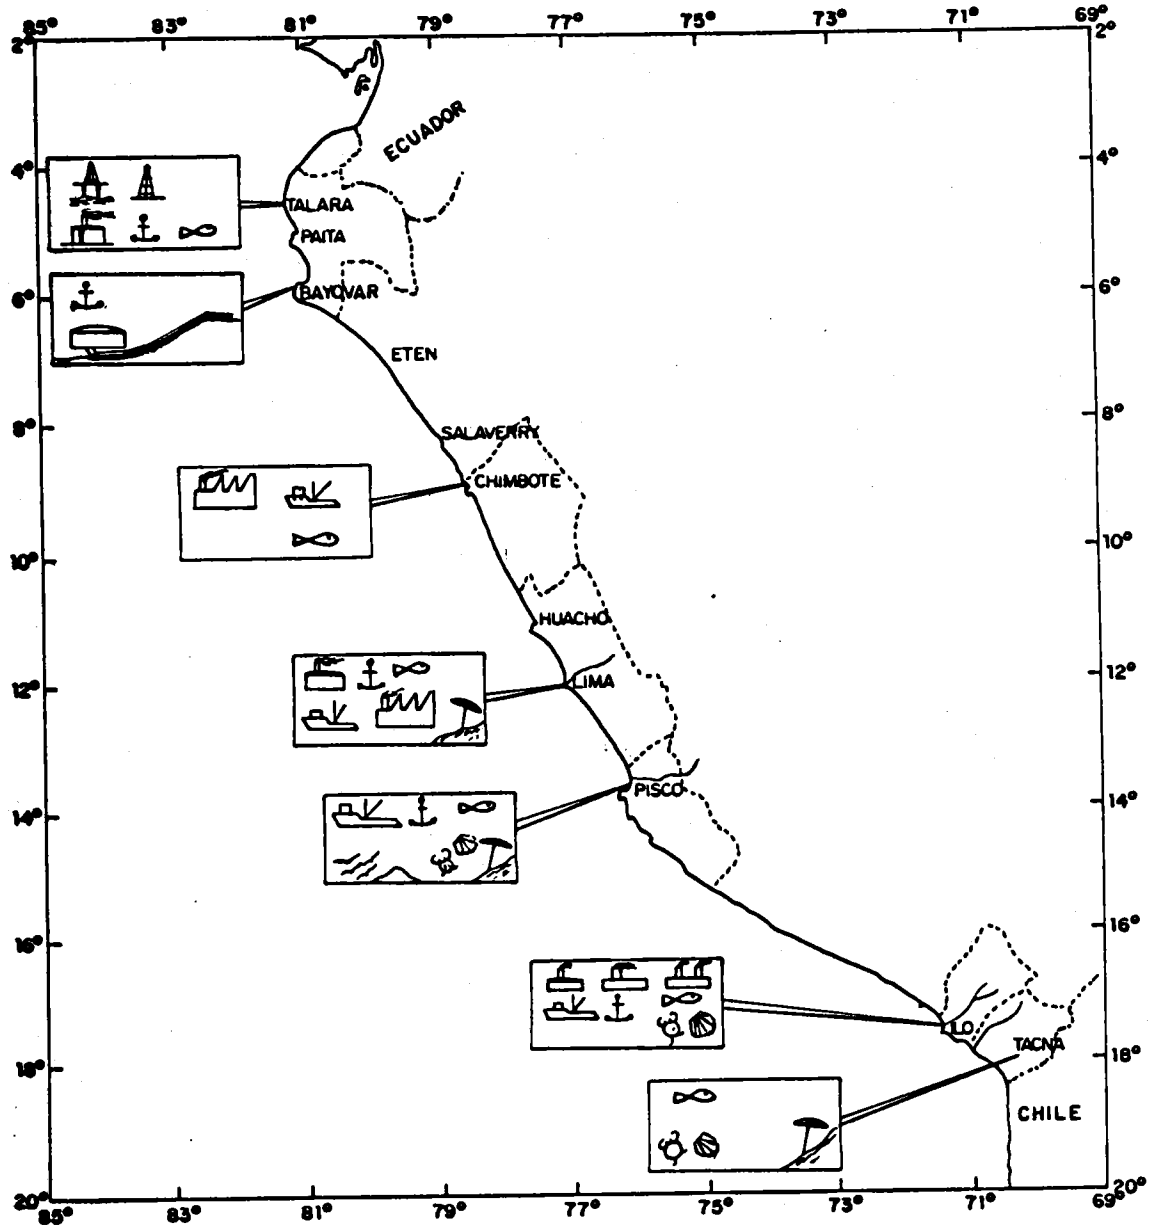 85° 83° 81° 79° 77° 75° 73° 71° 69°
2° 2°
ECUADOR
4° 4°
TALARA
PAITA
6° BAYOVAR 6°
ETEN
8° 8°
SALAVERRY
CHIMBOTE
10° 10°
HUACHO
12° LIMA 12°
14° PISCO 14°
16° 16°
ILO
TACNA
18° 18°
CHILE
20° 20°
85° 83° 81° 79° 77° 75° 73° 71° 69°